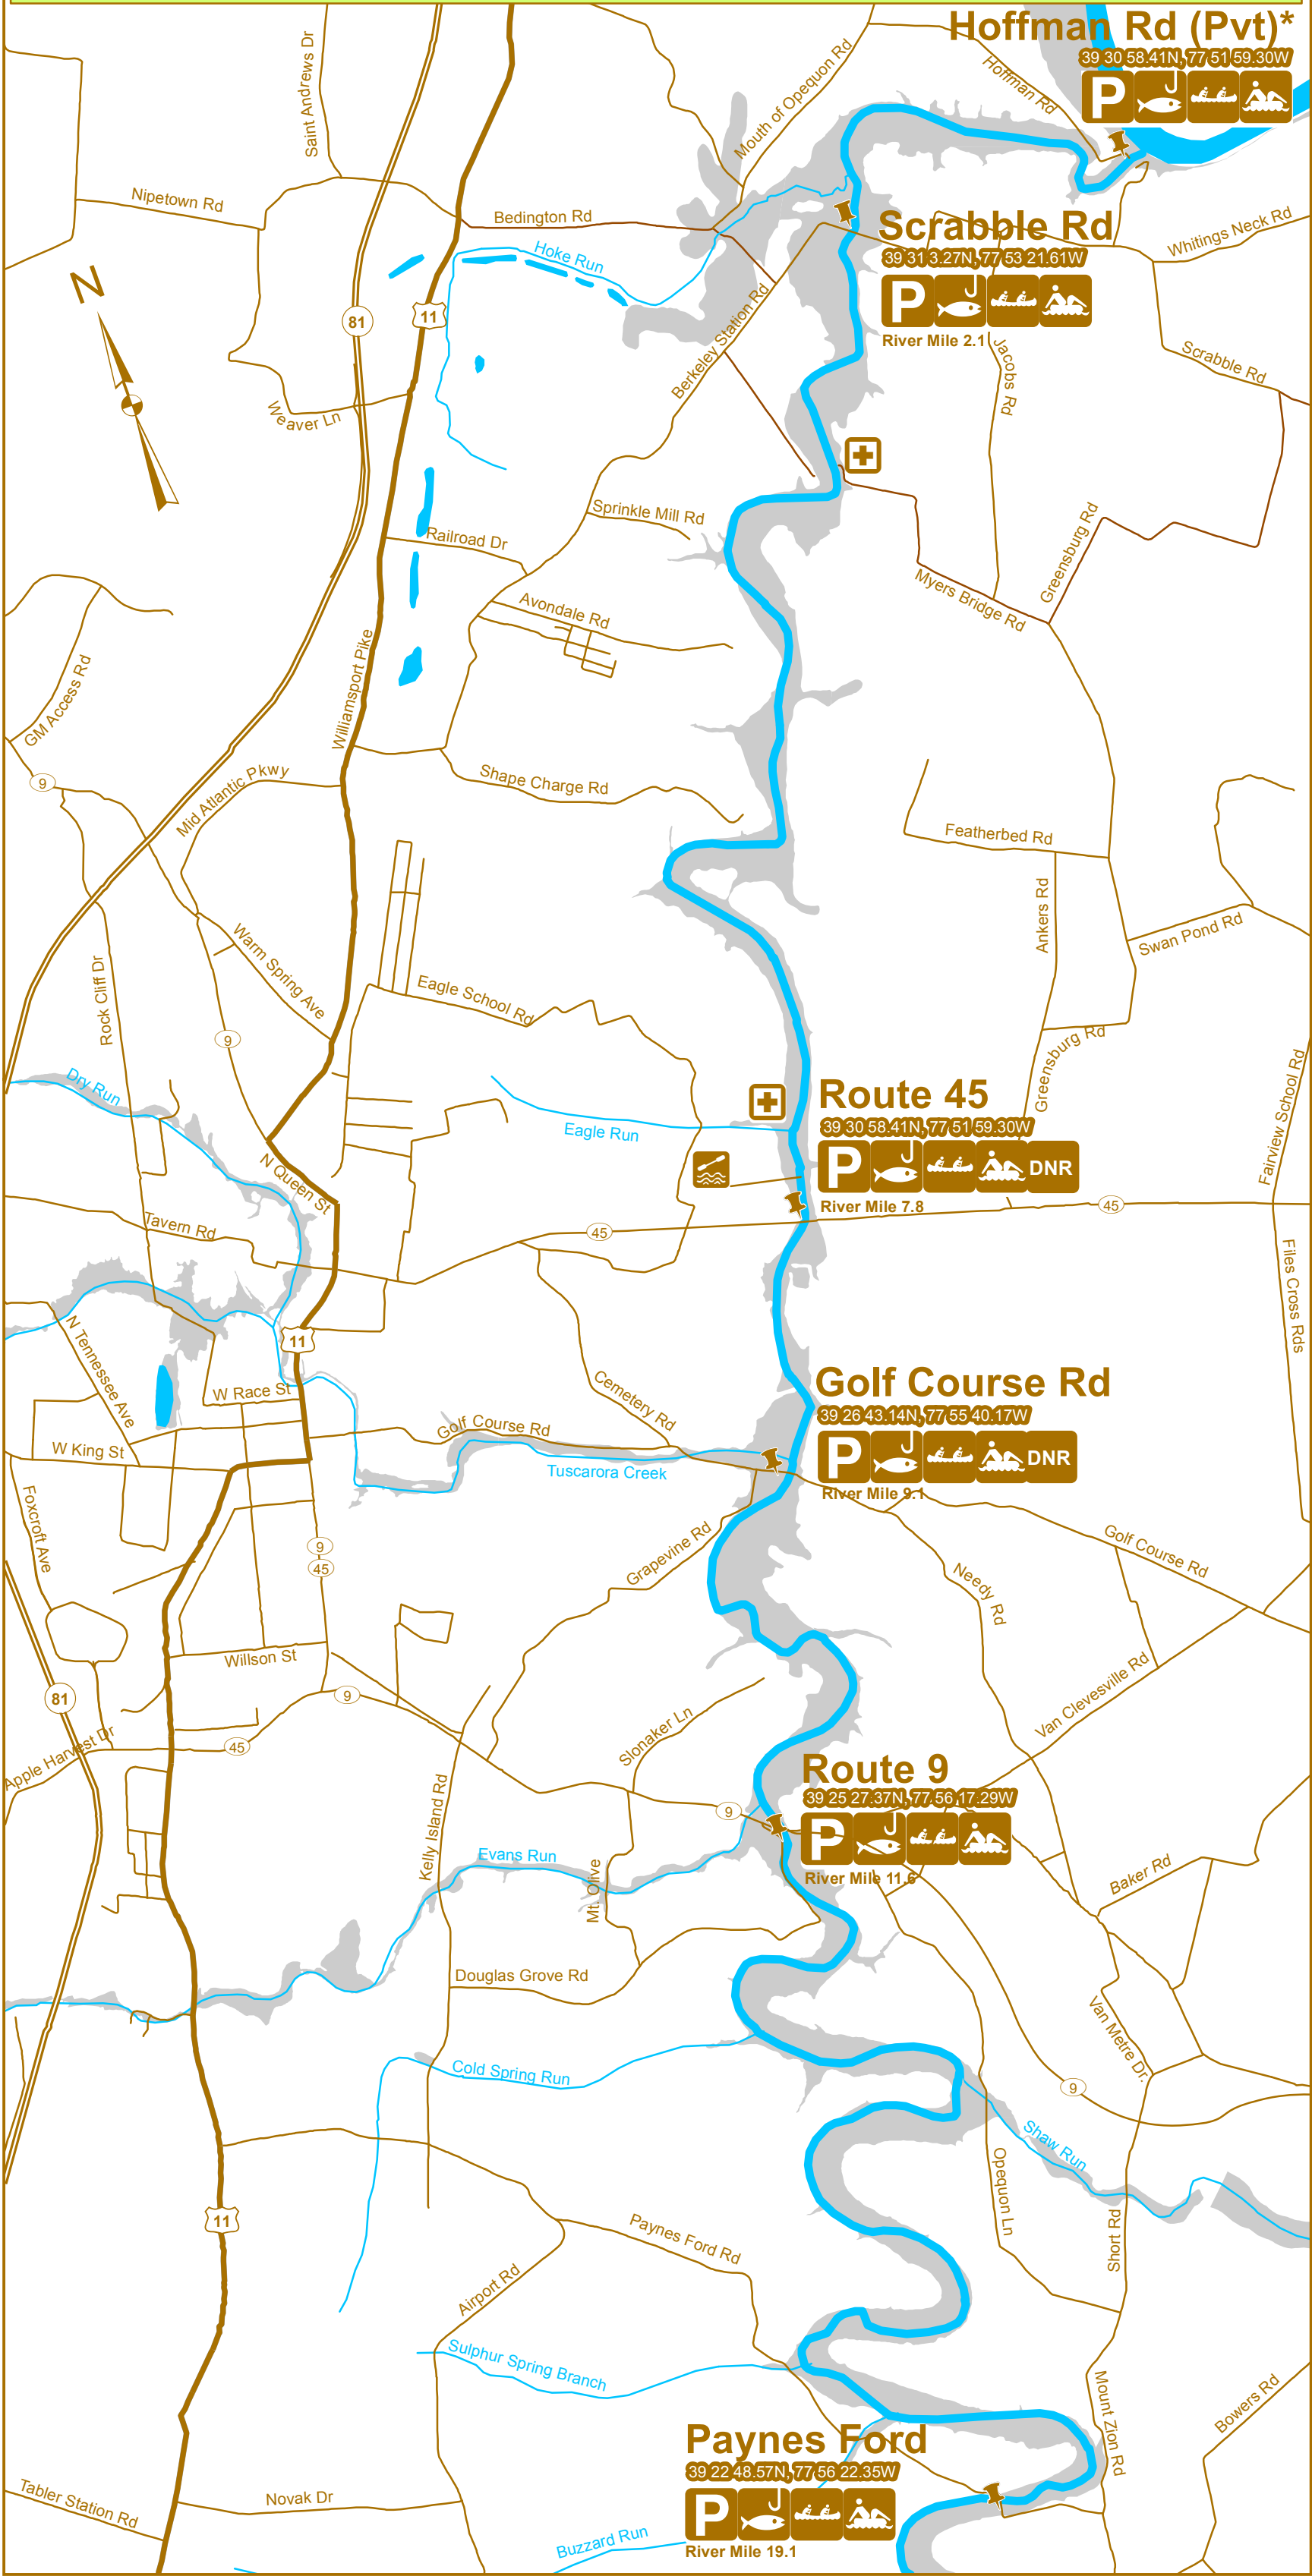 Hoffman Rd (Pvt)*
39 30 58.41N, 77 51 59.30W
P
Hoffman Rd
Mouth of Opequon Rd
Saint Andrews Dr
Nipetown Rd
Bedington Rd
Hoke Run
Whitings Neck Rd
Scrabble Rd
39 31 3.27N, 77 53 21.61W
P
River Mile 2.1
N
81
11
Berkeley Station Rd
Jacobs Rd
Scrabble Rd
Weaver Ln
Sprinkle Mill Rd
Railroad Dr
Greensburg Rd
Myers Bridge Rd
Avondale Rd
Williamsport Pike
GM Access Rd
9
Mid Atlantic Pkwy
Shape Charge Rd
Featherbed Rd
Ankers Rd
Swan Pond Rd
Warm Spring Ave
Rock Cliff Dr
Eagle School Rd
9
Greensburg Rd
Fairview School Rd
Dry Run
Eagle Run
Route 45
39 30 58.41N, 77 51 59.30W
P
DNR
River Mile 7.8
N Queen St
Tavern Rd
45
45
Files Cross Rds
11
N Tennessee Ave
W Race St
Cemetery Rd
Golf Course Rd
39 26 43.14N, 77 55 40.17W
P
DNR
River Mile 9.1
Golf Course Rd
W King St
Tuscarora Creek
Foxcroft Ave
9
45
Grapevine Rd
Golf Course Rd
Needy Rd
Willson St
81
9
45
Apple Harvest Dr
Slonaker Ln
Van Clevesville Rd
Route 9
39 25 27.37N, 77 56 17.29W
P
River Mile 11.6
9
Kelly Island Rd
Evans Run
Mt. Olive
Baker Rd
Douglas Grove Rd
Van Metre Dr.
Cold Spring Run
9
Shaw Run
Opequon Ln
Short Rd
11
Paynes Ford Rd
Airport Rd
Sulphur Spring Branch
Mount Zion Rd
Bowers Rd
Paynes Ford
39 22 48.57N, 77 56 22.35W
P
River Mile 19.1
Tabler Station Rd
Novak Dr
Buzzard Run